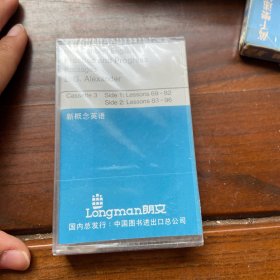 Practice and Progress
L. G. Alexander
Cassette 3 Side 1: Lessons 69 - 82
Side 2: Lessons 83 - 96
新概念英语
Longman朗文
国内总发行：中国图书进出口总公司